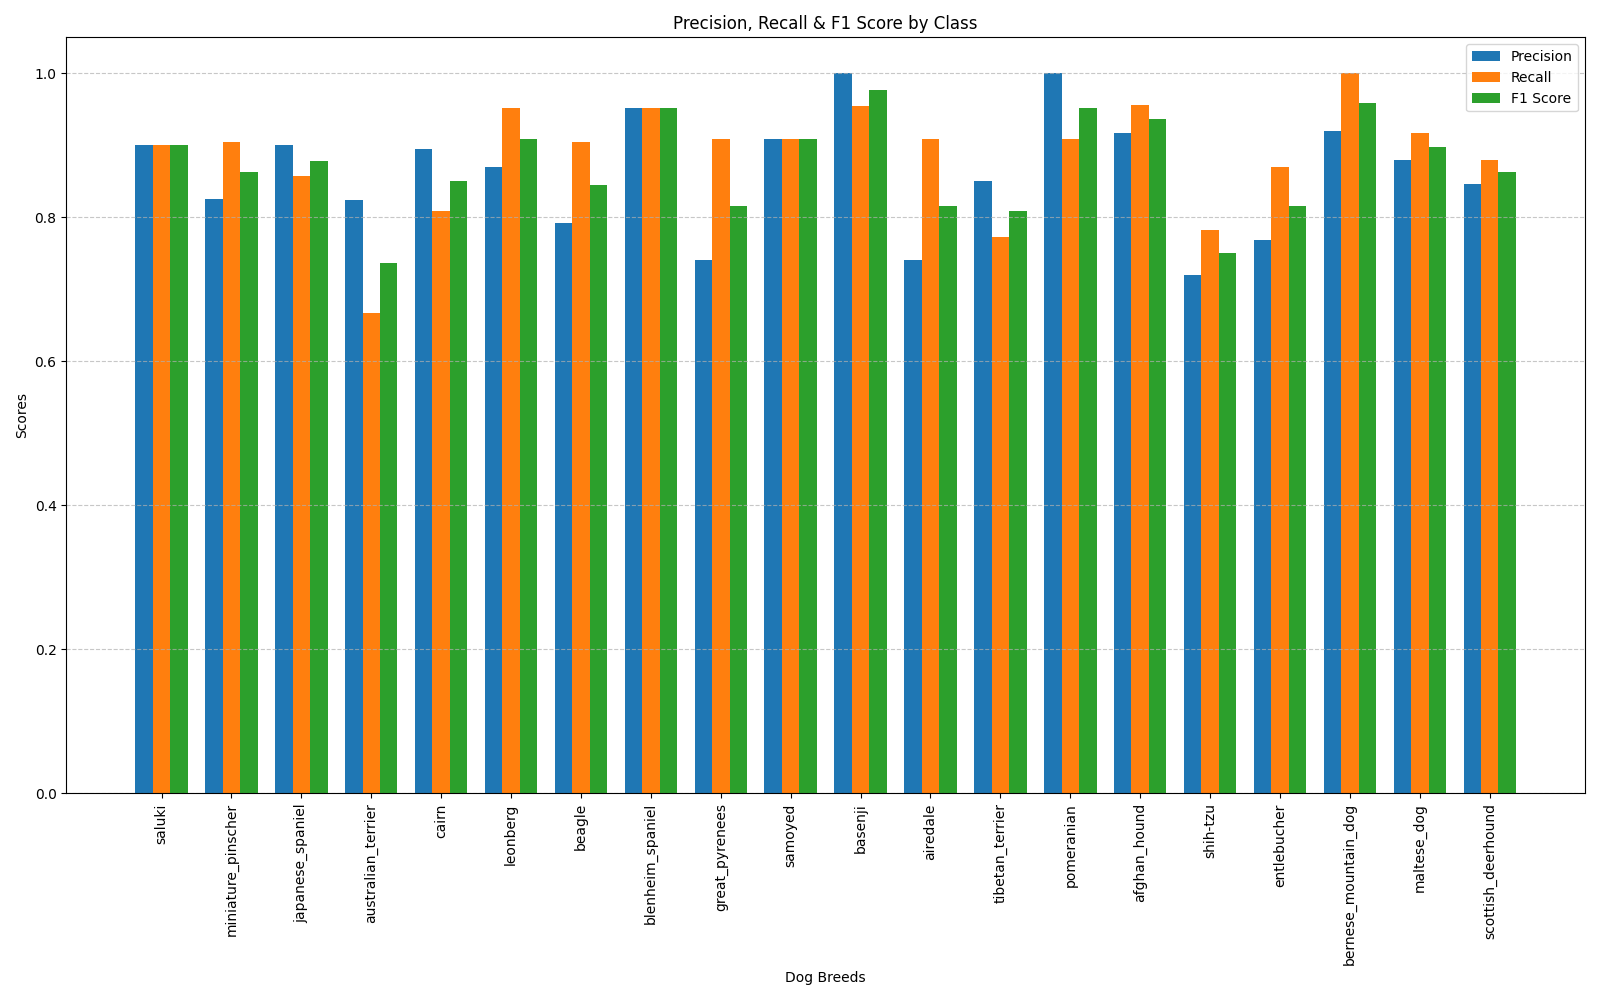 Precision, Recall & F1 Score by Class
Precision
Recall
F1 Score
1.0
0.8
0.6
0.4
0.2
0.0
Scores
saluki
miniature_pinscher
japanese_spaniel
australian_terrier
cairn
leonberg
beagle
blenheim_spaniel
great_pyrenees
samoyed
basenji
airedale
tibetan_terrier
pomeranian
afghan_hound
shih-tzu
entlebucher
bernese_mountain_dog
maltese_dog
scottish_deerhound
Dog Breeds